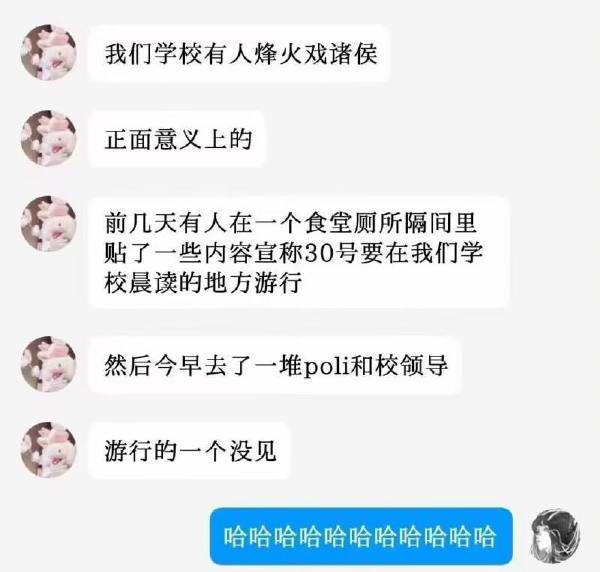 我们学校有人烽火戏诸侯
正面意义上的
前几天有人在一个食堂厕所隔间里
贴了一些内容宣称30号要在我们学
校晨读的地方游行
然后今早去了一堆poli和校领导
游行的一个没见
哈哈哈哈哈哈哈哈哈哈哈